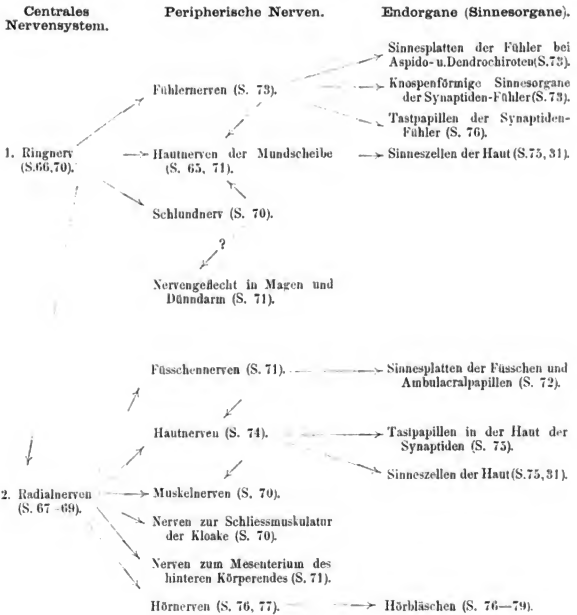 Centrales
Nervensystem.
Peripherische Nerven.
Endorgane (Sinnesorgane).
Sinnesplatten der Fühler bei
Aspido- u. Dendrochiroten (S. 73).
Fühlernerven (S. 73).
Knospenförmige Sinnesorgane
der Synaptiden-Fühler (S. 73).
Tastpapillen der Synaptiden-
Fühler (S. 76).
1. Ringnerv
(S. 66, 70).
Hautnerven der Mundscheibe
(S. 65, 71).
Sinneszellen der Haut (S. 75, 31).
Schlundnerv (S. 70).
?
Nervengeflecht in Magen und
Dünndarm (S. 71).
Füsschennerven (S. 71).
Sinnesplatten der Füsschen und
Ambulacralpapillen (S. 72).
Hautnerven (S. 74).
Tastpapillen in der Haut der
Synaptiden (S. 75).
Sinneszellen der Haut (S. 75, 31).
2. Radialnerven
(S. 67–69).
Muskelnerven (S. 70).
Nerven zur Schliessmuskulatur
der Kloake (S. 70).
Nerven zum Mesenterium des
hinteren Körperendes (S. 71).
Hörnerven (S. 76, 77).
Hörbläschen (S. 76—79).